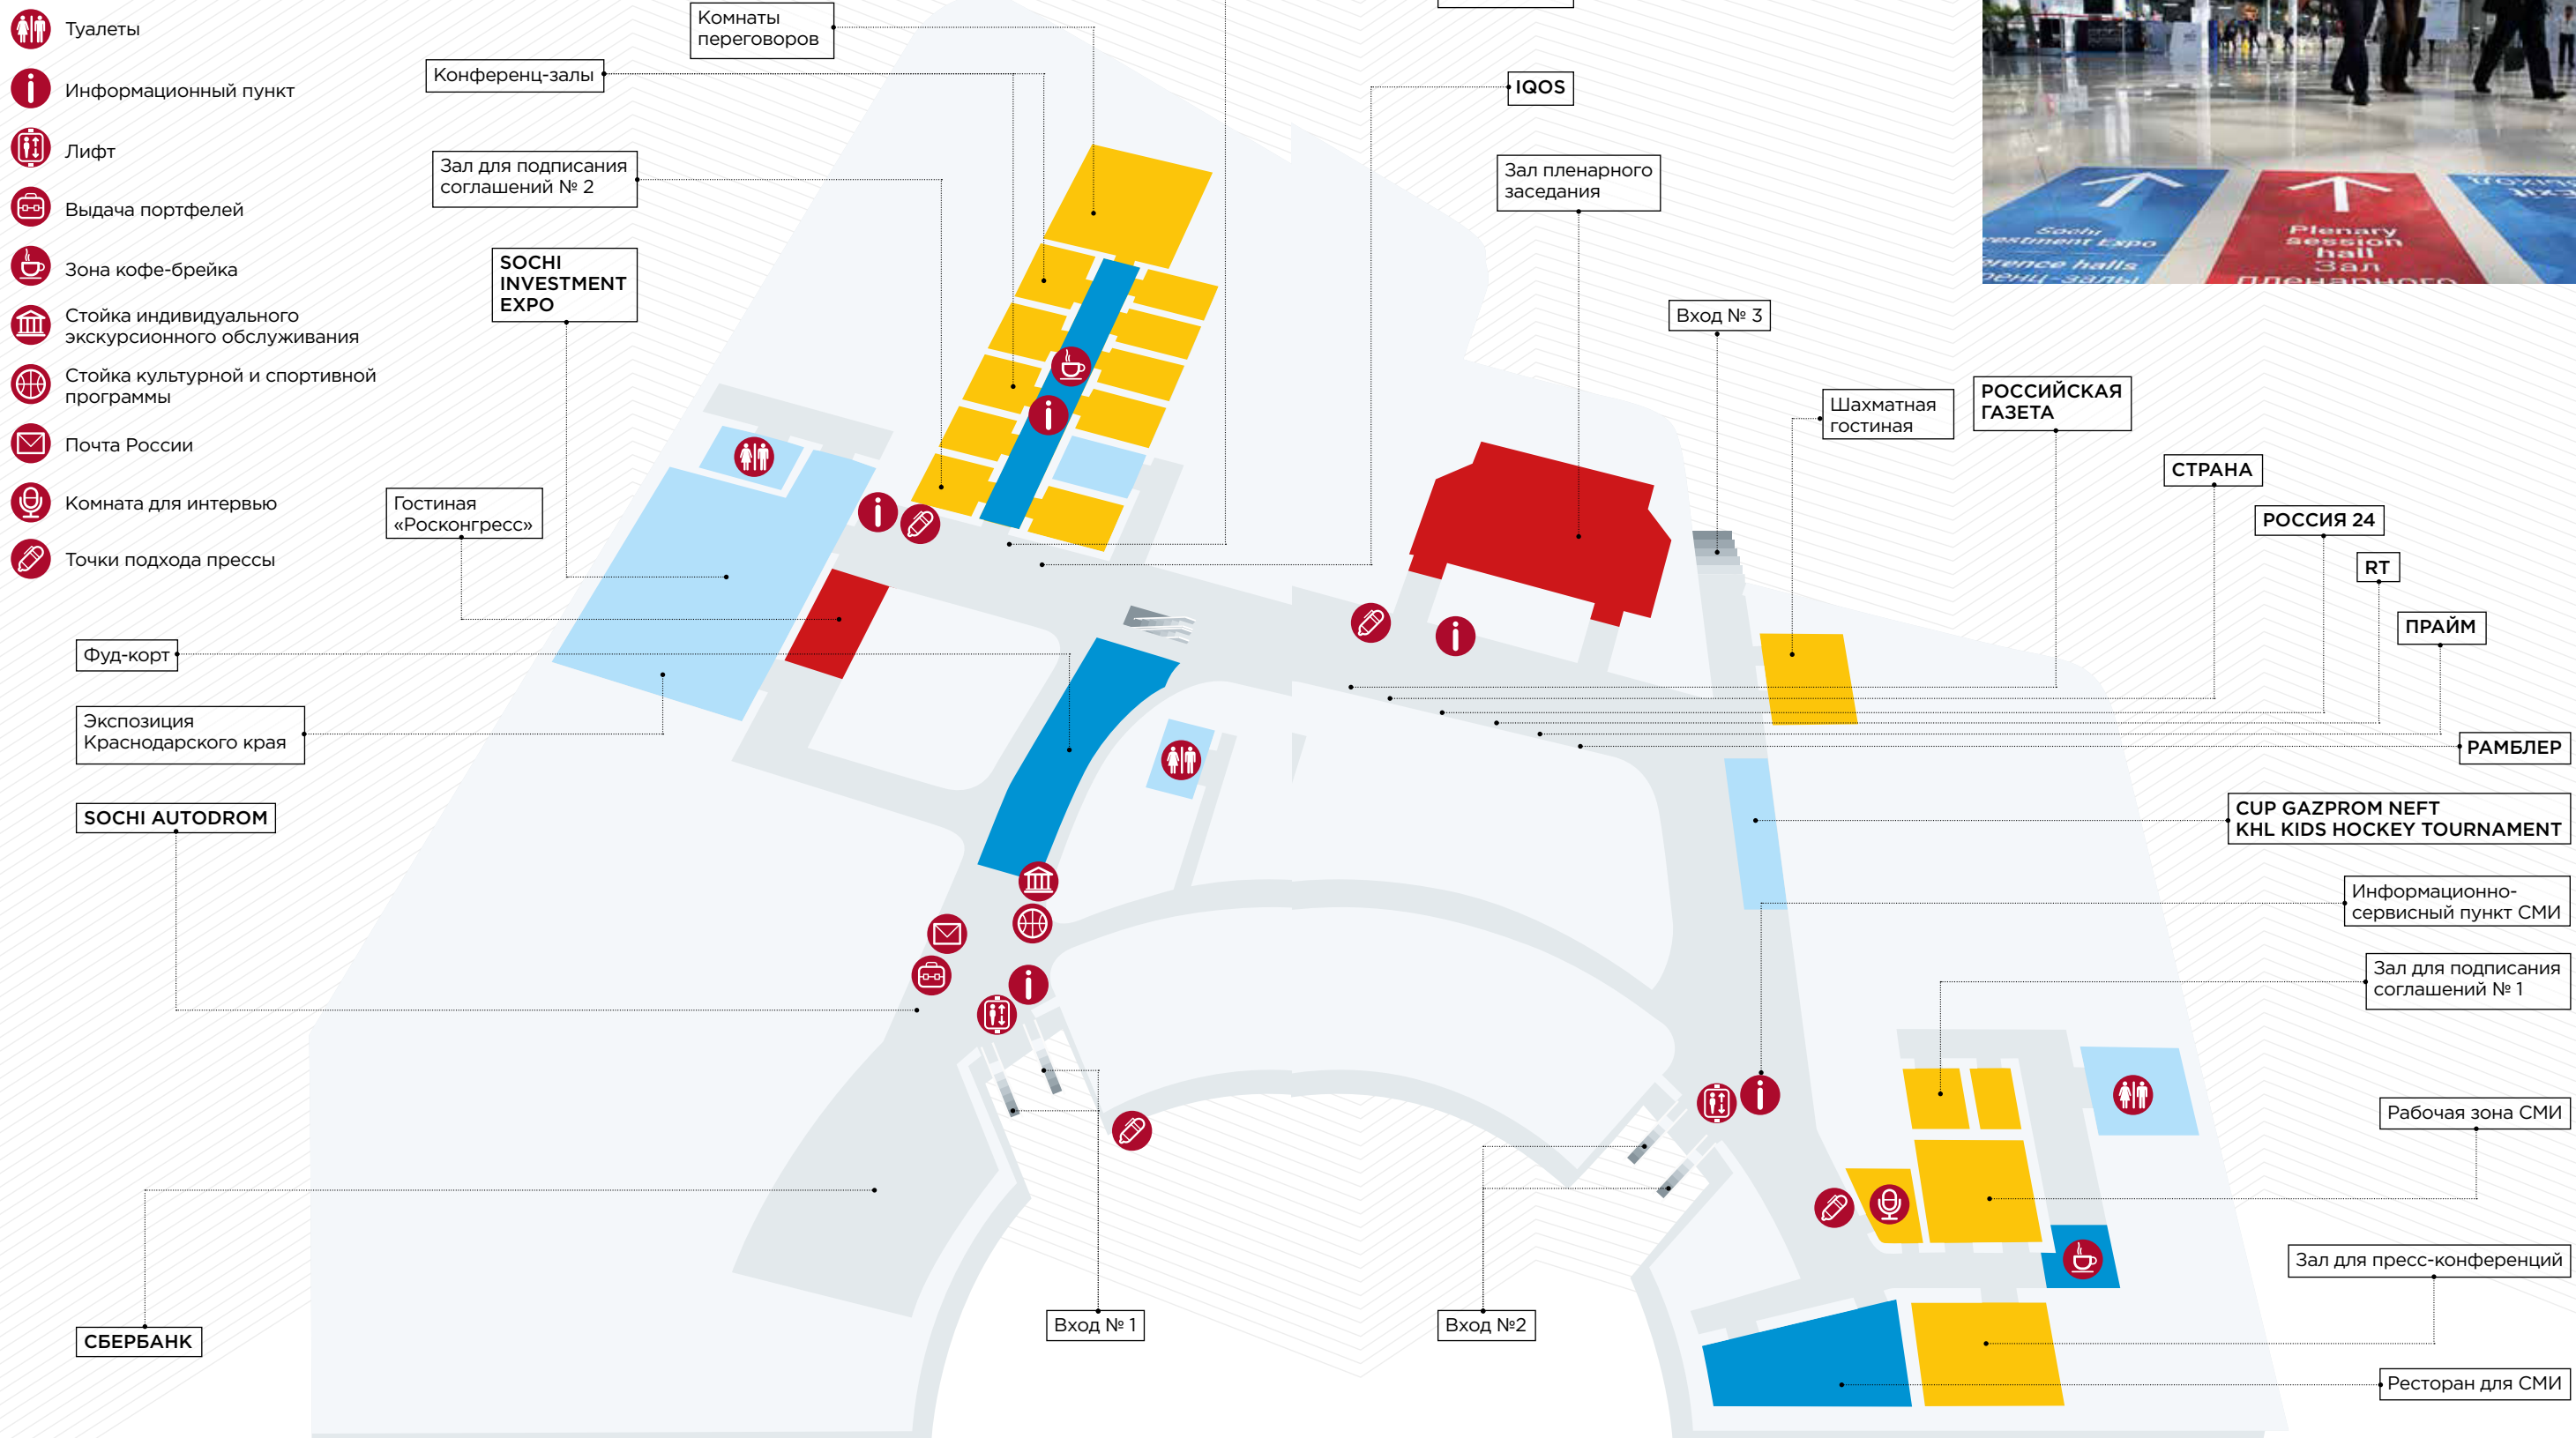 Туалеты
Информационный пункт
Лифт
Выдача портфелей
Зона кофе-брейка
Стойка индивидуального
экскурсионного обслуживания
Стойка культурной и спортивной
программы
Почта России
Комната для интервью
Точки подхода прессы
Комнаты
переговоров
Конференц-залы
Зал для подписания
соглашений № 2
SOCHI
INVESTMENT
EXPO
Гостиная
«Росконгресс»
Фуд-корт
Экспозиция
Краснодарского края
SOCHI AUTODROM
СБЕРБАНК
Вход № 1
Вход №2
IQOS
Зал пленарного
заседания
Вход № 3
Шахматная
гостиная
РОССИЙСКАЯ
ГАЗЕТА
СТРАНА
РОССИЯ 24
RT
ПРАЙМ
РАМБЛЕР
CUP GAZPROM NEFT
KHL KIDS HOCKEY TOURNAMENT
Информационно-
сервисный пункт СМИ
Зал для подписания
соглашений № 1
Рабочая зона СМИ
Зал для пресс-конференций
Ресторан для СМИ
Sochi
Investment Expo
halls
Plenary
session
hall
Зал
пленарного